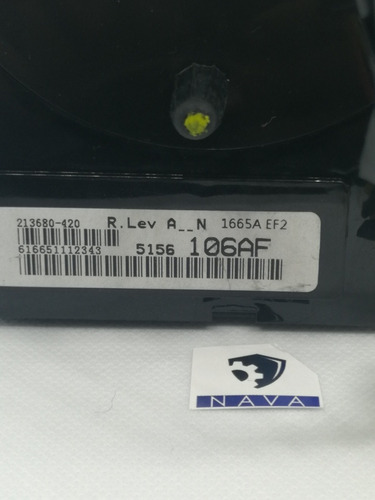 213680-420 R.Lev A__N 1665A EF2
616651112343 5156 106AF
NAVA